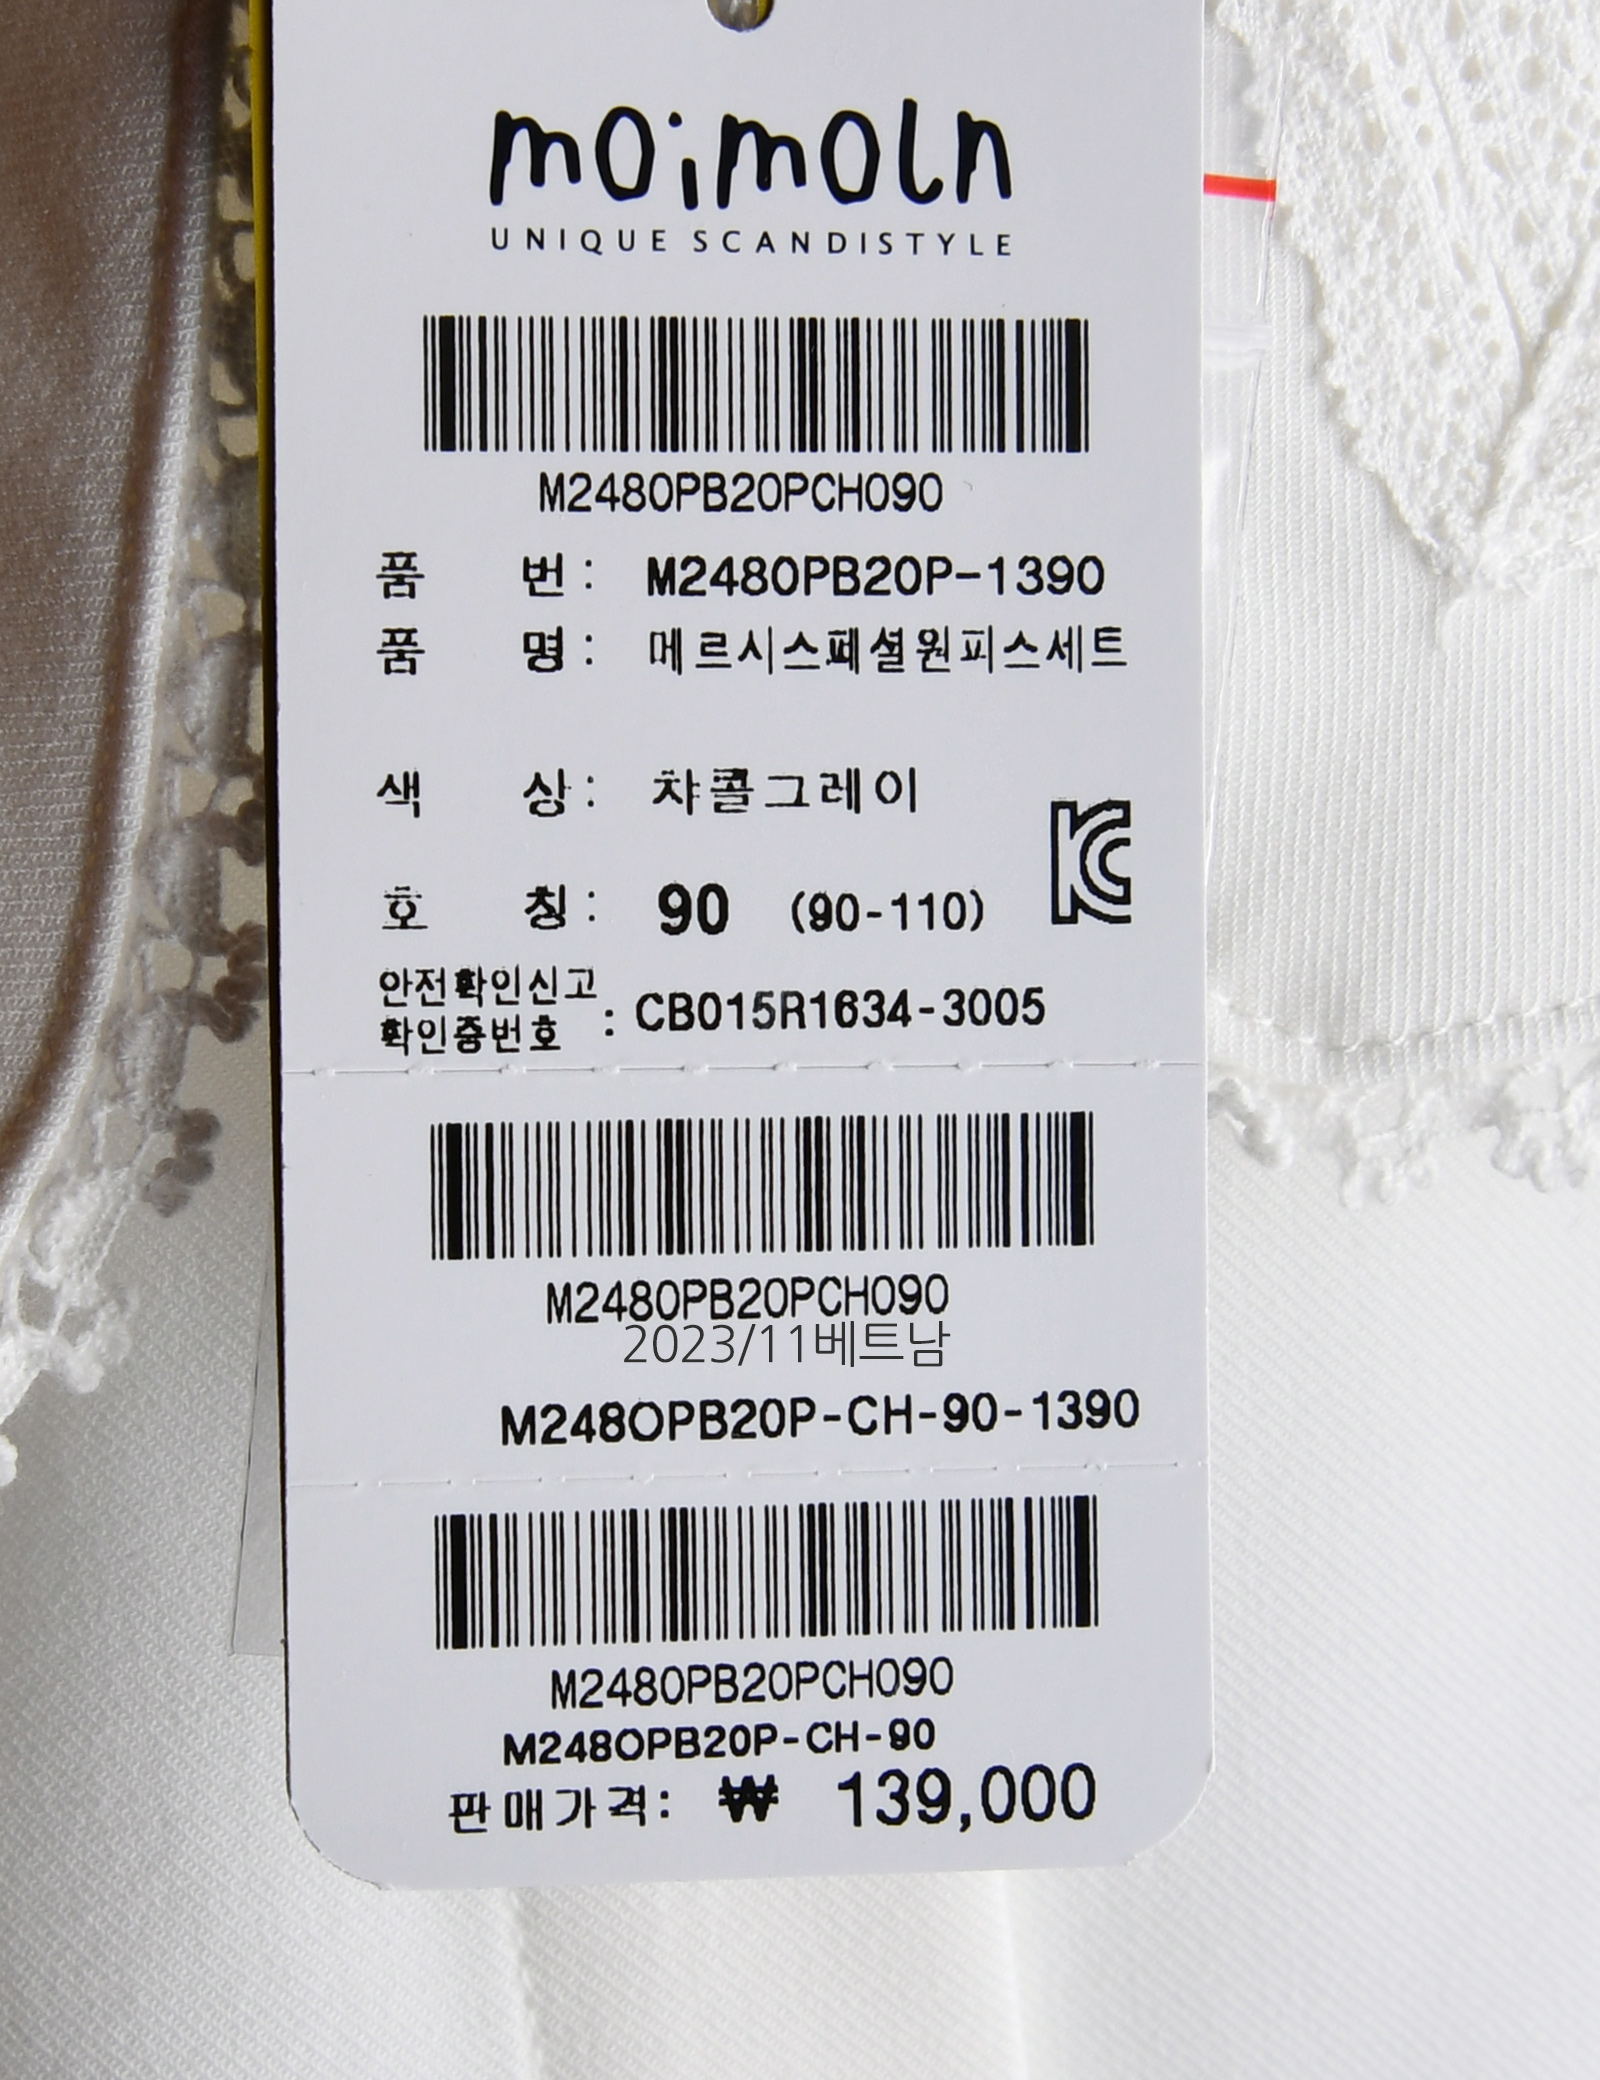 moimoln
UNIQUE SCANDISTYLE
M2480PB20PCH090
품 번 : M2480PB20P-1390
품 명 : 메르시스페셜원피스세트
색 상 : 챠콜그레이
호 칭 : 90 (90-110)
안전확인신고
확인증번호 : CB015R1634-3005
M2480PB20PCH090
2023/11베트남
M248OPB20P-CH-90-1390
M2480PB20PCH090
M248OPB20P-CH-90
판매가격: ₩ 139,000